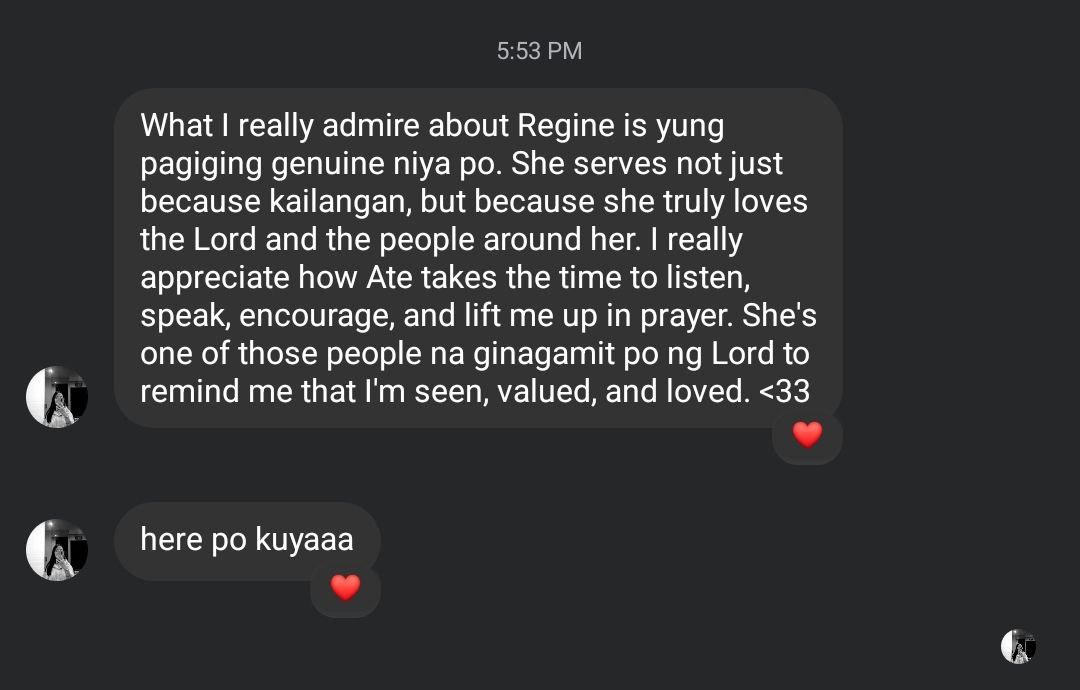 5:53 PM
What I really admire about Regine is yung
pagiging genuine niya po. She serves not just
because kailangan, but because she truly loves
the Lord and the people around her. I really
appreciate how Ate takes the time to listen,
speak, encourage, and lift me up in prayer. She's
one of those people na ginagamit po ng Lord to
remind me that I'm seen, valued, and loved. <33
here po kuyaaa